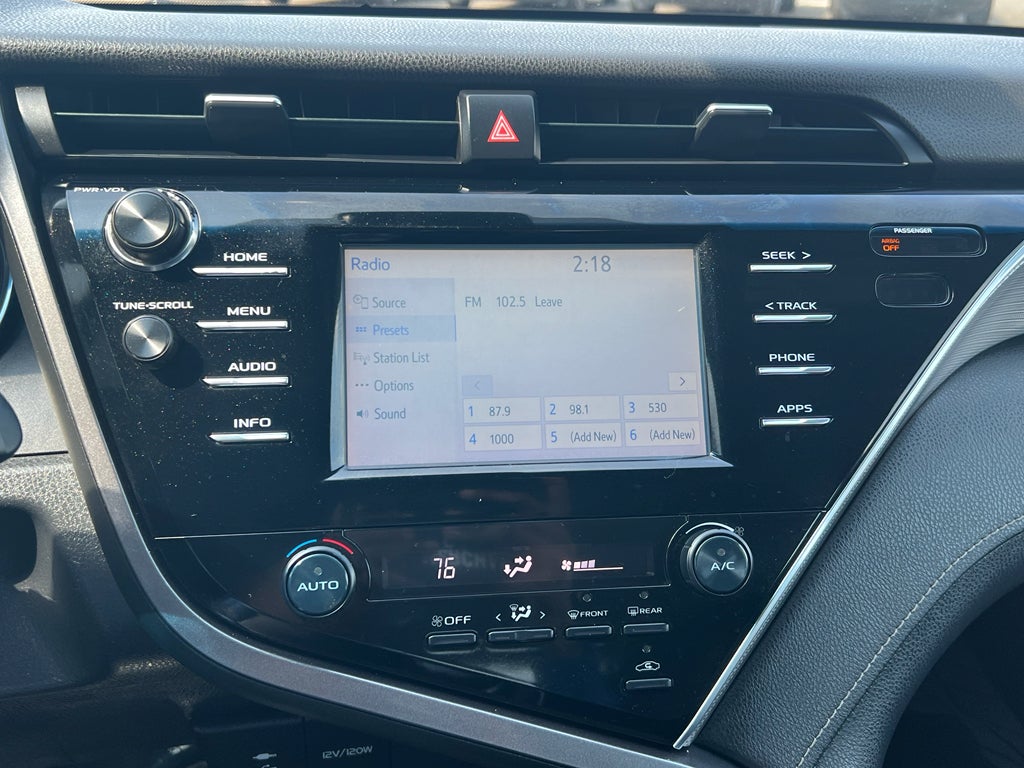 PWR•VOL
PASSENGER
AIRBAG
OFF
HOME
TUNE•SCROLL
MENU
AUDIO
INFO
Radio
2:18
Source
Presets
Station List
Options
Sound
FM 102.5 Leave
<
>
1 87.9
2 98.1
3 530
4 1000
5 (Add New)
6 (Add New)
SEEK >
< TRACK
PHONE
APPS
AUTO
76
A/C
OFF
< >
FRONT
REAR
12V/120W